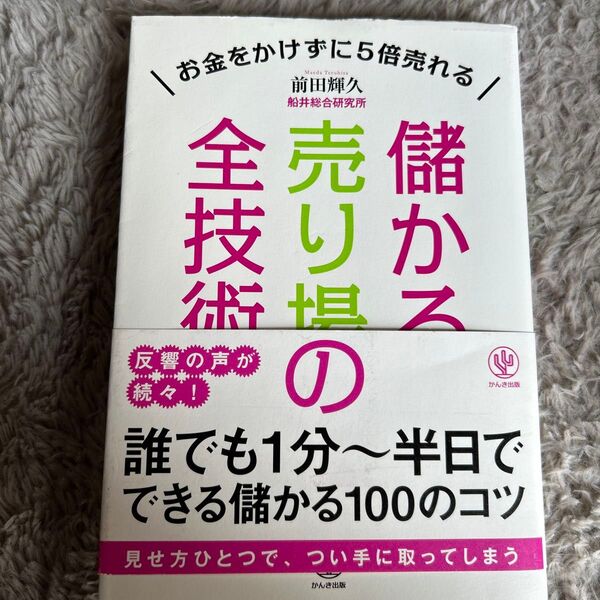 お金をかけずに5倍売れる
Maeda Teruhisa
前田輝久
船井総合研究所
儲かる
売り場の
全技術
反響の声が
続々!
かんき出版
誰でも1分〜半日で
できる儲かる100のコツ
見せ方ひとつで、つい手に取ってしまう
かんき出版